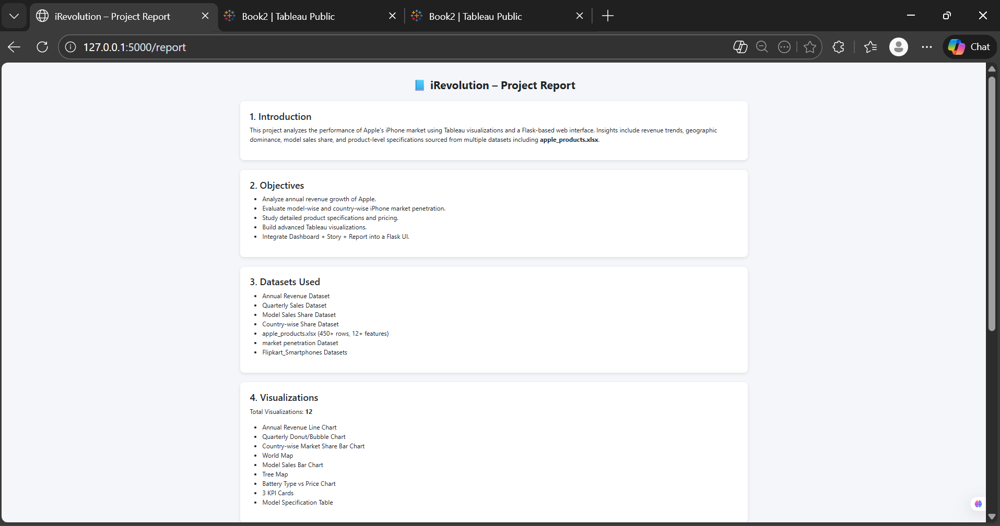 iRevolution – Project Report
Book2 | Tableau Public
Book2 | Tableau Public
127.0.0.1:5000/report
Chat
iRevolution – Project Report
1. Introduction
This project analyzes the performance of Apple's iPhone market using Tableau visualizations and a Flask-based web interface. Insights include revenue trends, geographic
dominance, model sales share, and product-level specifications sourced from multiple datasets including apple_products.xlsx.
2. Objectives
• Analyze annual revenue growth of Apple.
• Evaluate model-wise and country-wise iPhone market penetration.
• Study detailed product specifications and pricing.
• Build advanced Tableau visualizations.
• Integrate Dashboard + Story + Report into a Flask UI.
3. Datasets Used
• Annual Revenue Dataset
• Quarterly Sales Dataset
• Model Sales Share Dataset
• Country-wise Share Dataset
• apple_products.xlsx (450+ rows, 12+ features)
• market penetration Dataset
• Flipkart_Smartphones Datasets
4. Visualizations
Total Visualizations: 12
• Annual Revenue Line Chart
• Quarterly Donut/Bubble Chart
• Country-wise Market Share Bar Chart
• World Map
• Model Sales Bar Chart
• Tree Map
• Battery Type vs Price Chart
• 3 KPI Cards
• Model Specification Table